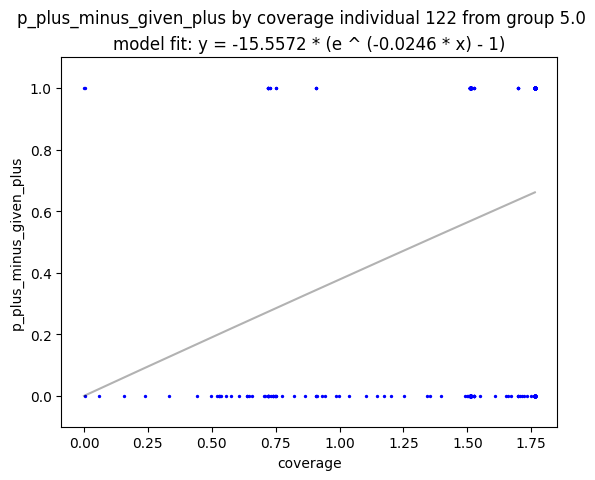 p_plus_minus_given_plus by coverage individual 122 from group 5.0
model fit: y = -15.5572 * (e ^ (-0.0246 * x) - 1)
1.0
0.8
0.6
0.4
0.2
0.0
p_plus_minus_given_plus
0.00 0.25 0.50 0.75 1.00 1.25 1.50 1.75
coverage